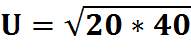 U = √20 * 40